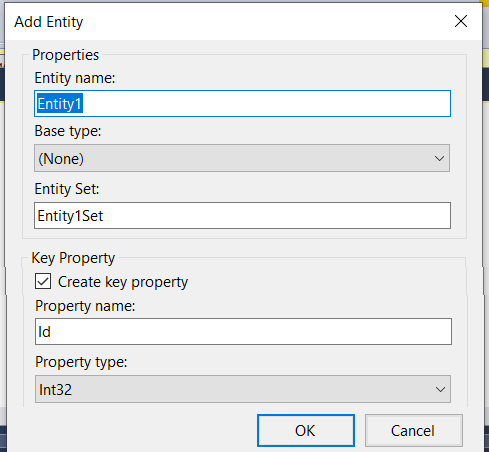 Add Entity
Properties
Entity name:
Entity1
Base type:
(None)
Entity Set:
Entity1Set
Key Property
Create key property
Property name:
Id
Property type:
Int32
OK Cancel